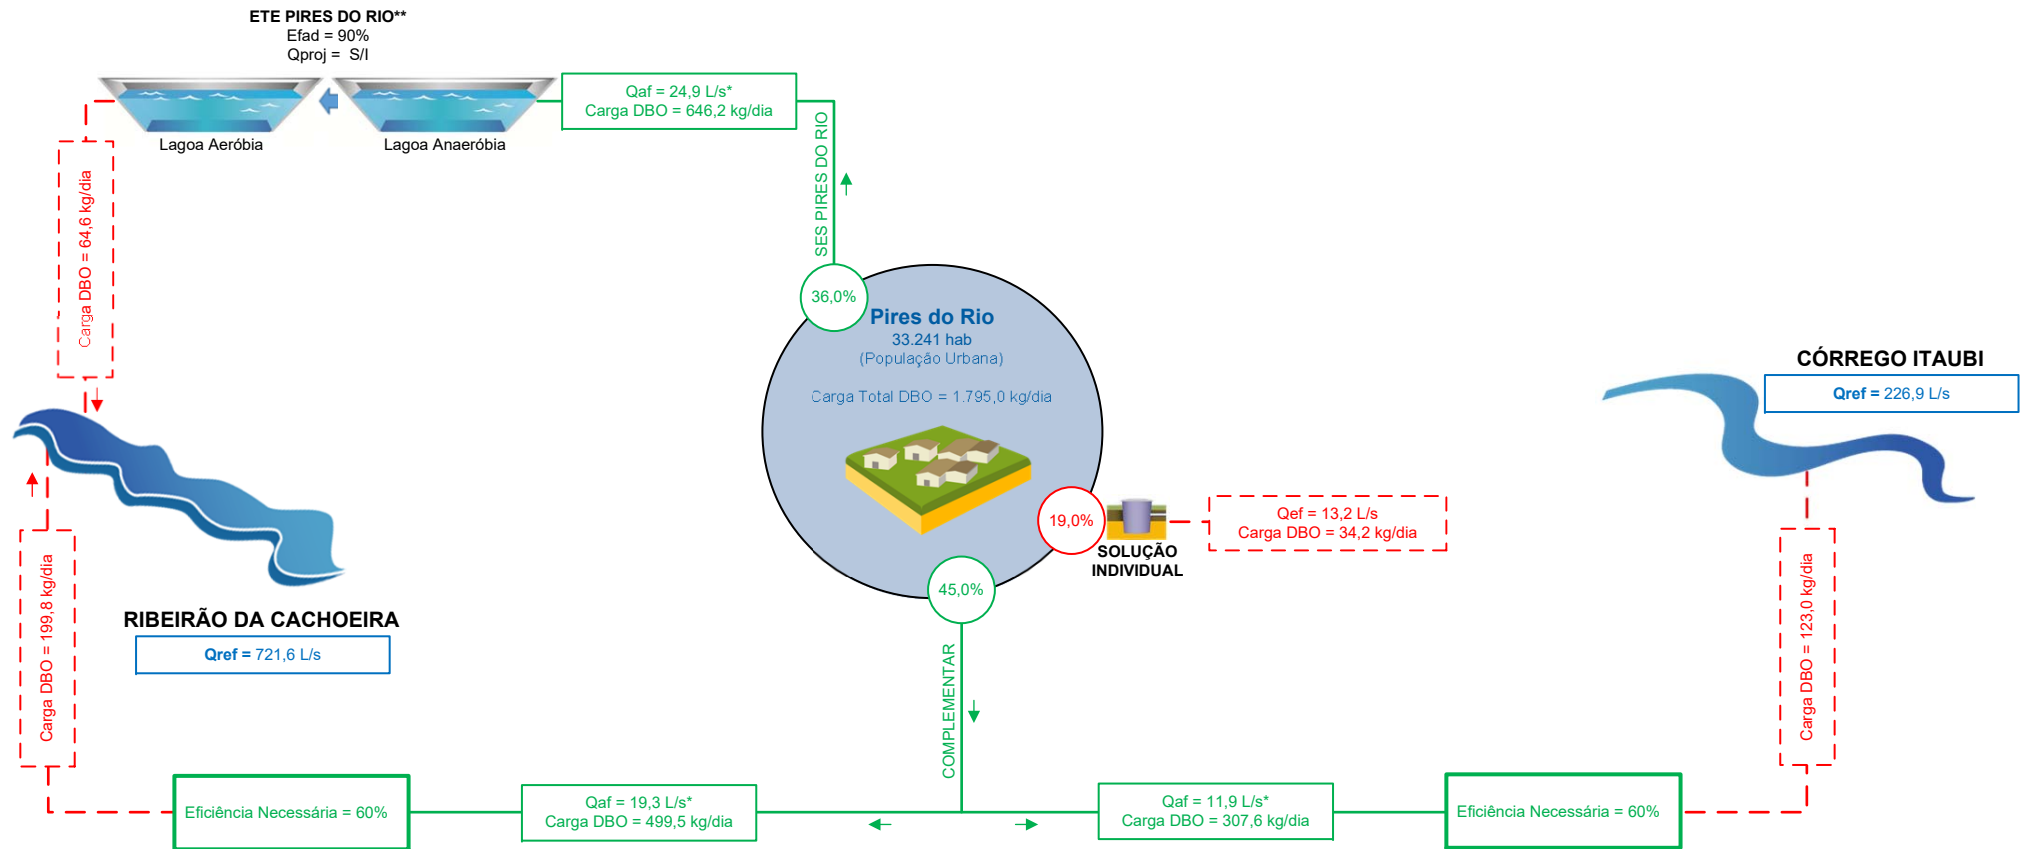 ETE PIRES DO RIO**
Efad = 90%
Qproj = S/I
Lagoa Aeróbia
Lagoa Anaeróbia
Qaf = 24,9 L/s*
Carga DBO = 646,2 kg/dia
SES PIRES DO RIO
Carga DBO = 64,6 kg/dia
36,0%
Pires do Rio
33.241 hab
(População Urbana)
Carga Total DBO = 1.795,0 kg/dia
CÓRREGO ITAUBI
Qref = 226,9 L/s
19,0%
SOLUÇÃO
INDIVIDUAL
Qef = 13,2 L/s
Carga DBO = 34,2 kg/dia
45,0%
RIBEIRÃO DA CACHOEIRA
Qref = 721,6 L/s
Carga DBO = 199,8 kg/dia
COMPLEMENTAR
Carga DBO = 123,0 kg/dia
Eficiência Necessária = 60%
Qaf = 19,3 L/s*
Carga DBO = 499,5 kg/dia
Qaf = 11,9 L/s*
Carga DBO = 307,6 kg/dia
Eficiência Necessária = 60%